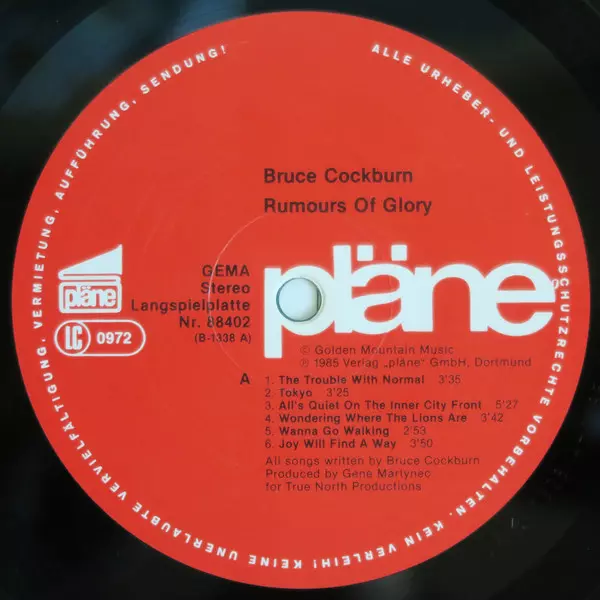 ALLE URHEBER- UND LEISTUNGSSCHUTZRECHTE VORBEHALTEN. KEIN VERLEIH! KEINE UNERLAUBTE VERVIELFÄLTIGUNG, VERMIETUNG, AUFFÜHRUNG, SENDUNG!
Bruce Cockburn
Rumours Of Glory
pläne
LC 0972
GEMA
Stereo
Langspielplatte
Nr. 88402
(B-1338 A)
pläne
© Golden Mountain Music
℗ 1985 Verlag „pläne" GmbH, Dortmund
A
1. The Trouble With Normal 3'35
2. Tokyo 3'25
3. All's Quiet On The Inner City Front 5'27
4. Wondering Where The Lions Are 3'42
5. Wanna Go Walking 2'53
6. Joy Will Find A Way 3'50
All songs written by Bruce Cockburn
Produced by Gene Martynec
for True North Productions